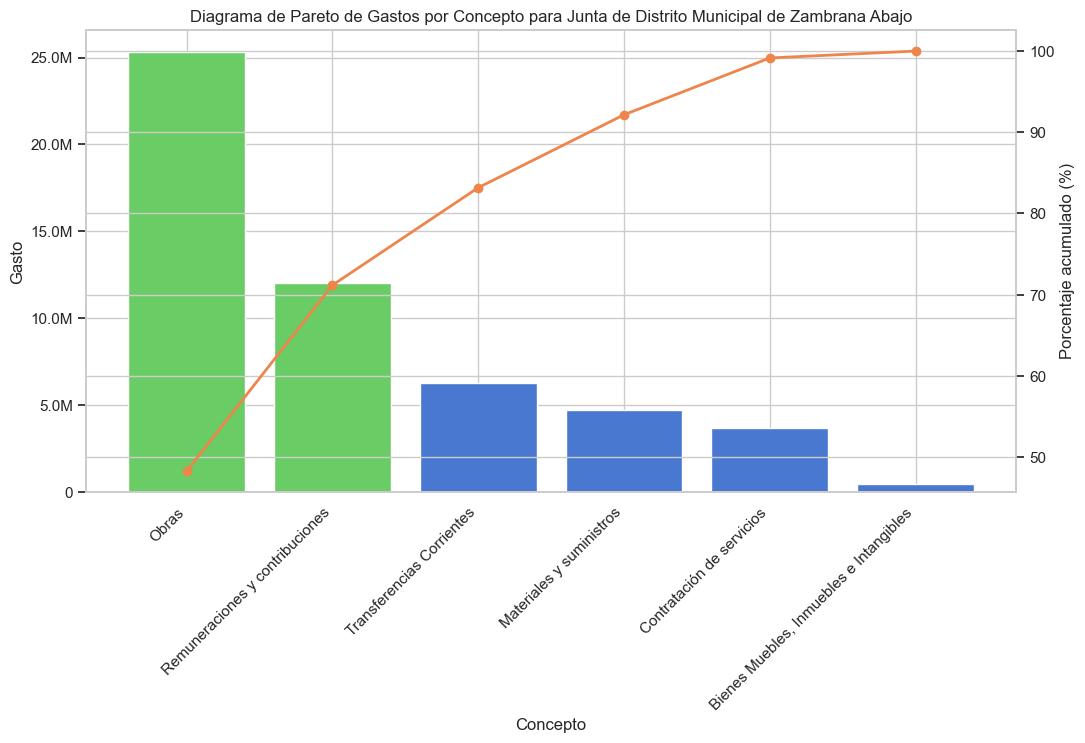 Diagrama de Pareto de Gastos por Concepto para Junta de Distrito Municipal de Zambrana Abajo
Gasto
25.0M
20.0M
15.0M
10.0M
5.0M
0
100
90
80
70
60
50
Porcentaje acumulado (%)
Obras
Remuneraciones y contribuciones
Transferencias Corrientes
Materiales y suministros
Contratación de servicios
Bienes Muebles, Inmuebles e Intangibles
Concepto